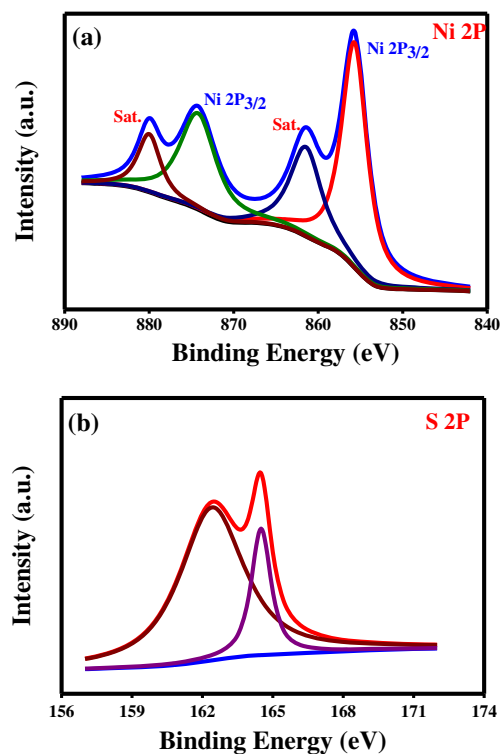 (a)
Ni 2P
Ni 2P3/2
Sat.
Ni 2P3/2
Sat.
Intensity (a.u.)
890 880 870 860 850 840
Binding Energy (eV)
(b)
S 2P
Intensity (a.u.)
156 159 162 165 168 171 174
Binding Energy (eV)